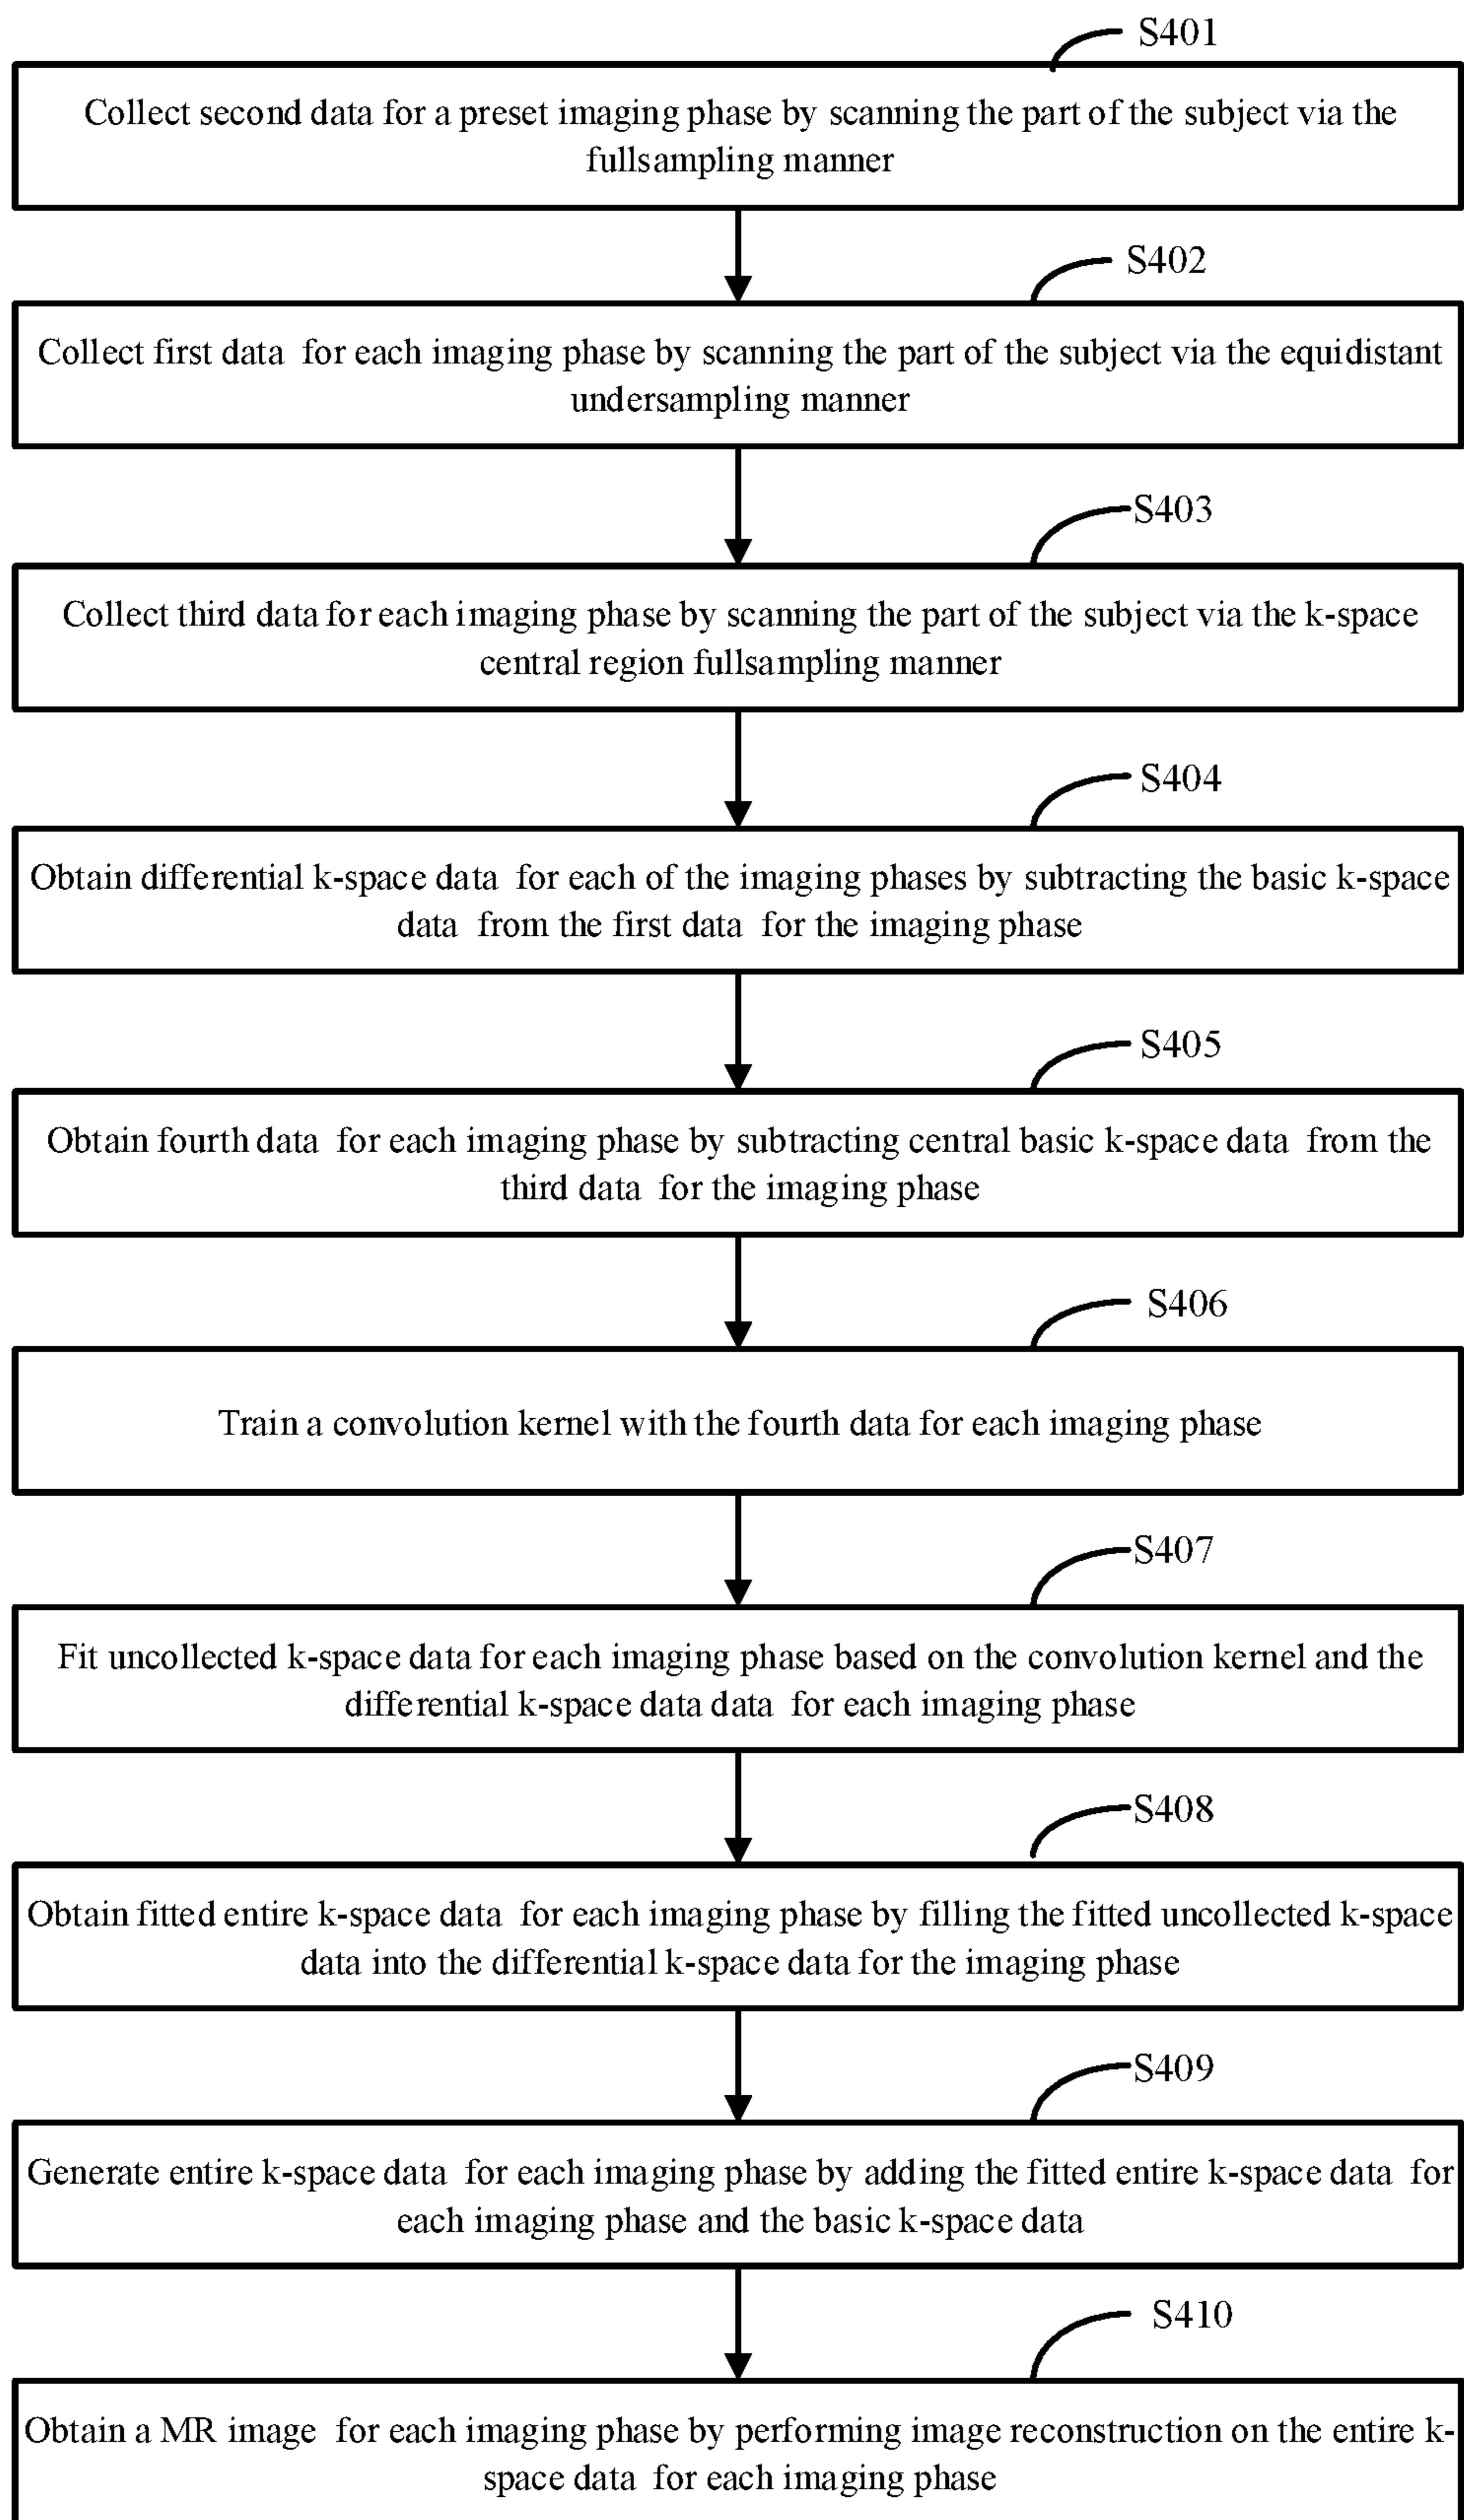 S401
Collect second data for a preset imaging phase by scanning the part of the subject via the
fullsampling manner
S402
Collect first data for each imaging phase by scanning the part of the subject via the equidistant
undersampling manner
S403
Collect third data for each imaging phase by scanning the part of the subject via the k-space
central region fullsampling manner
S404
Obtain differential k-space data for each of the imaging phases by subtracting the basic k-space
data from the first data for the imaging phase
S405
Obtain fourth data for each imaging phase by subtracting central basic k-space data from the
third data for the imaging phase
S406
Train a convolution kernel with the fourth data for each imaging phase
S407
Fit uncollected k-space data for each imaging phase based on the convolution kernel and the
differential k-space data data for each imaging phase
S408
Obtain fitted entire k-space data for each imaging phase by filling the fitted uncollected k-space
data into the differential k-space data for the imaging phase
S409
Generate entire k-space data for each imaging phase by adding the fitted entire k-space data for
each imaging phase and the basic k-space data
S410
Obtain a MR image for each imaging phase by performing image reconstruction on the entire k-
space data for each imaging phase